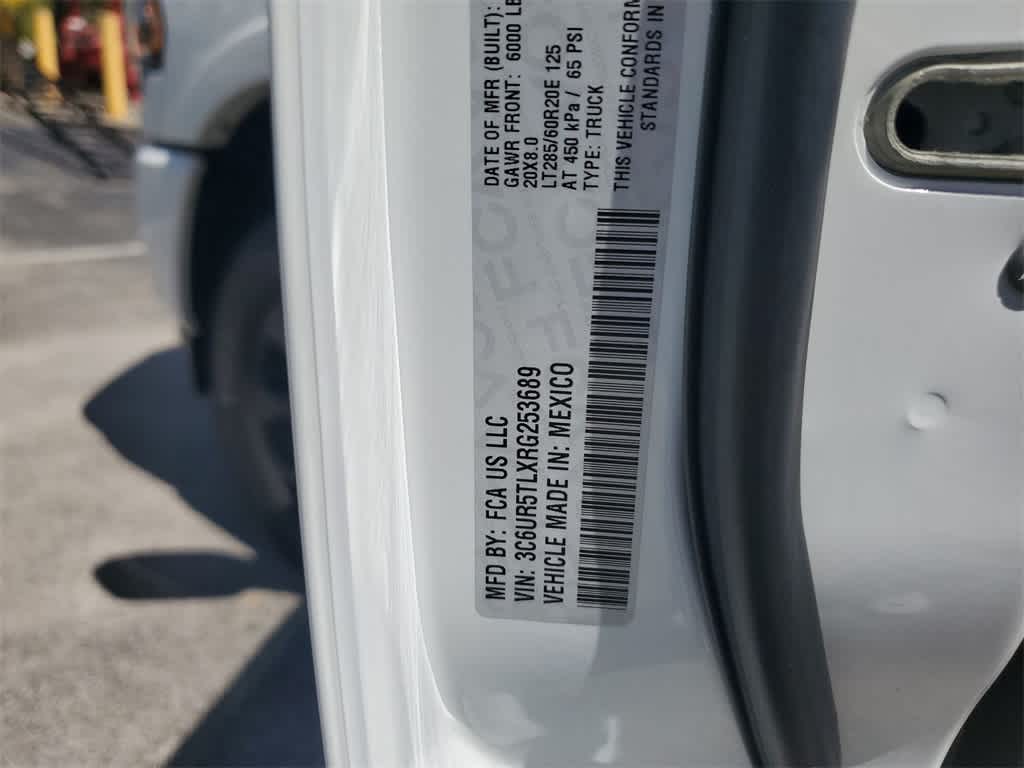 MFD BY: FCA US LLC
VIN: 3C6UR5TLXRG253689
VEHICLE MADE IN: MEXICO
DATE OF MFR (BUILT):
GAWR FRONT: 6000 LB
20X8.0
LT285/60R20E 125
AT 450 kPa / 65 PSI
TYPE: TRUCK
THIS VEHICLE CONFORM
STANDARDS IN